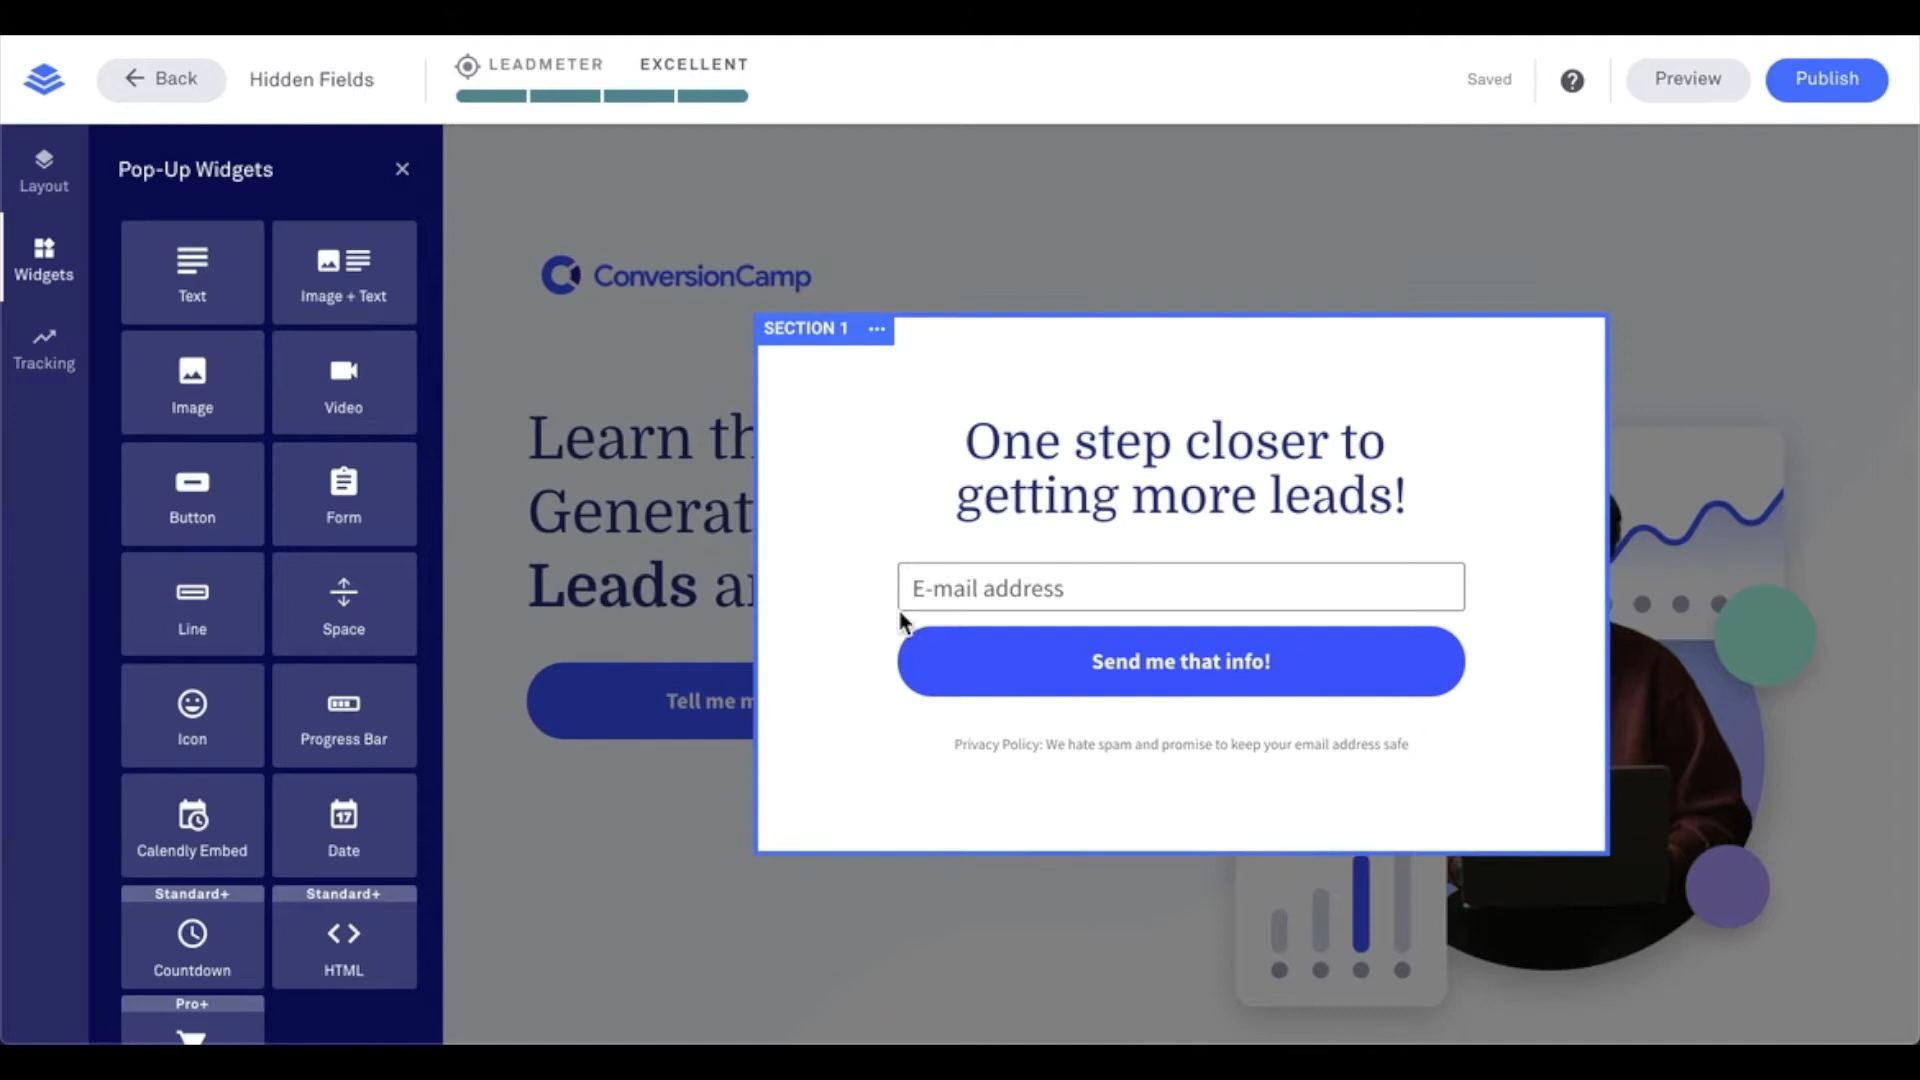 Back
Hidden Fields
LEADMETER EXCELLENT
Saved
?
Preview
Publish
Layout
Widgets
Tracking
Pop-Up Widgets
Text
Image + Text
Image
Video
Button
Form
Line
Space
Icon
Progress Bar
Calendly Embed
17
Date
Standard+
Countdown
Standard+
HTML
Pro+
ConversionCamp
Learn th
Generat
Leads a
Tell me m
SECTION 1
One step closer to
getting more leads!
E-mail address
Send me that info!
Privacy Policy: We hate spam and promise to keep your email address safe